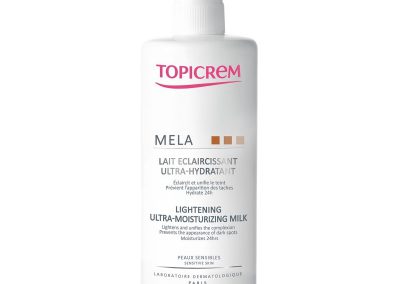 TOPICREM
MELA
LAIT ECLAIRCISSANT
ULTRA-HYDRATANT
Éclaircit et unifie le teint
Prévient l'apparition des taches
Hydrate 24h
LIGHTENING
ULTRA-MOISTURIZING MILK
Lightens and unifies the complexion
Prevents the appearance of dark spots
Moisturizes 24hrs
PEAUX SENSIBLES
SENSITIVE SKIN
LABORATOIRE DERMATOLOGIQUE
PARIS